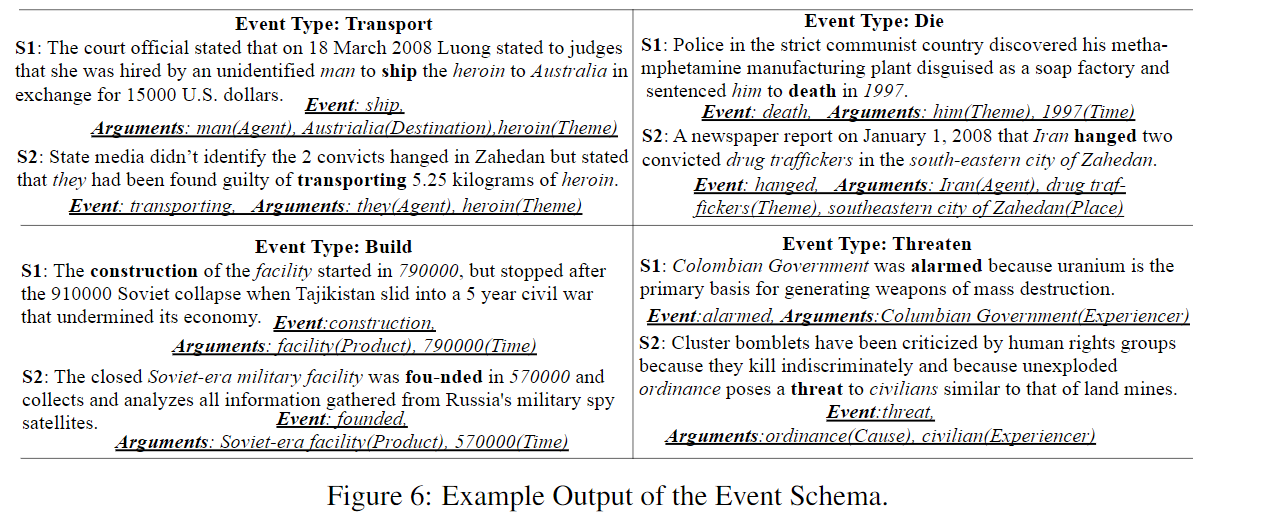 Event Type: Transport
S1: The court official stated that on 18 March 2008 Luong stated to judges
that she was hired by an unidentified man to ship the heroin to Australia in
exchange for 15000 U.S. dollars.
Event: ship,
Arguments: man(Agent), Austrialia(Destination),heroin(Theme)
S2: State media didn't identify the 2 convicts hanged in Zahedan but stated
that they had been found guilty of transporting 5.25 kilograms of heroin.
Event: transporting, Arguments: they(Agent), heroin(Theme)
Event Type: Die
S1: Police in the strict communist country discovered his metha-
mphetamine manufacturing plant disguised as a soap factory and
sentenced him to death in 1997.
Event: death, Arguments: him(Theme), 1997(Time)
S2: A newspaper report on January 1, 2008 that Iran hanged two
convicted drug traffickers in the south-eastern city of Zahedan.
Event: hanged, Arguments: Iran(Agent), drug traf-
fickers(Theme), southeastern city of Zahedan(Place)
Event Type: Build
S1: The construction of the facility started in 790000, but stopped after
the 910000 Soviet collapse when Tajikistan slid into a 5 year civil war
that undermined its economy.
Event:construction,
Arguments: facility(Product), 790000(Time)
S2: The closed Soviet-era military facility was fou-nded in 570000 and
collects and analyzes all information gathered from Russia's military spy
satellites.
Event: founded,
Arguments: Soviet-era facility(Product), 570000(Time)
Event Type: Threaten
S1: Colombian Government was alarmed because uranium is the
primary basis for generating weapons of mass destruction.
Event:alarmed, Arguments:Columbian Government(Experiencer)
S2: Cluster bomblets have been criticized by human rights groups
because they kill indiscriminately and because unexploded
ordinance poses a threat to civilians similar to that of land mines.
Event:threat,
Arguments:ordinance(Cause), civilian(Experiencer)
Figure 6: Example Output of the Event Schema.